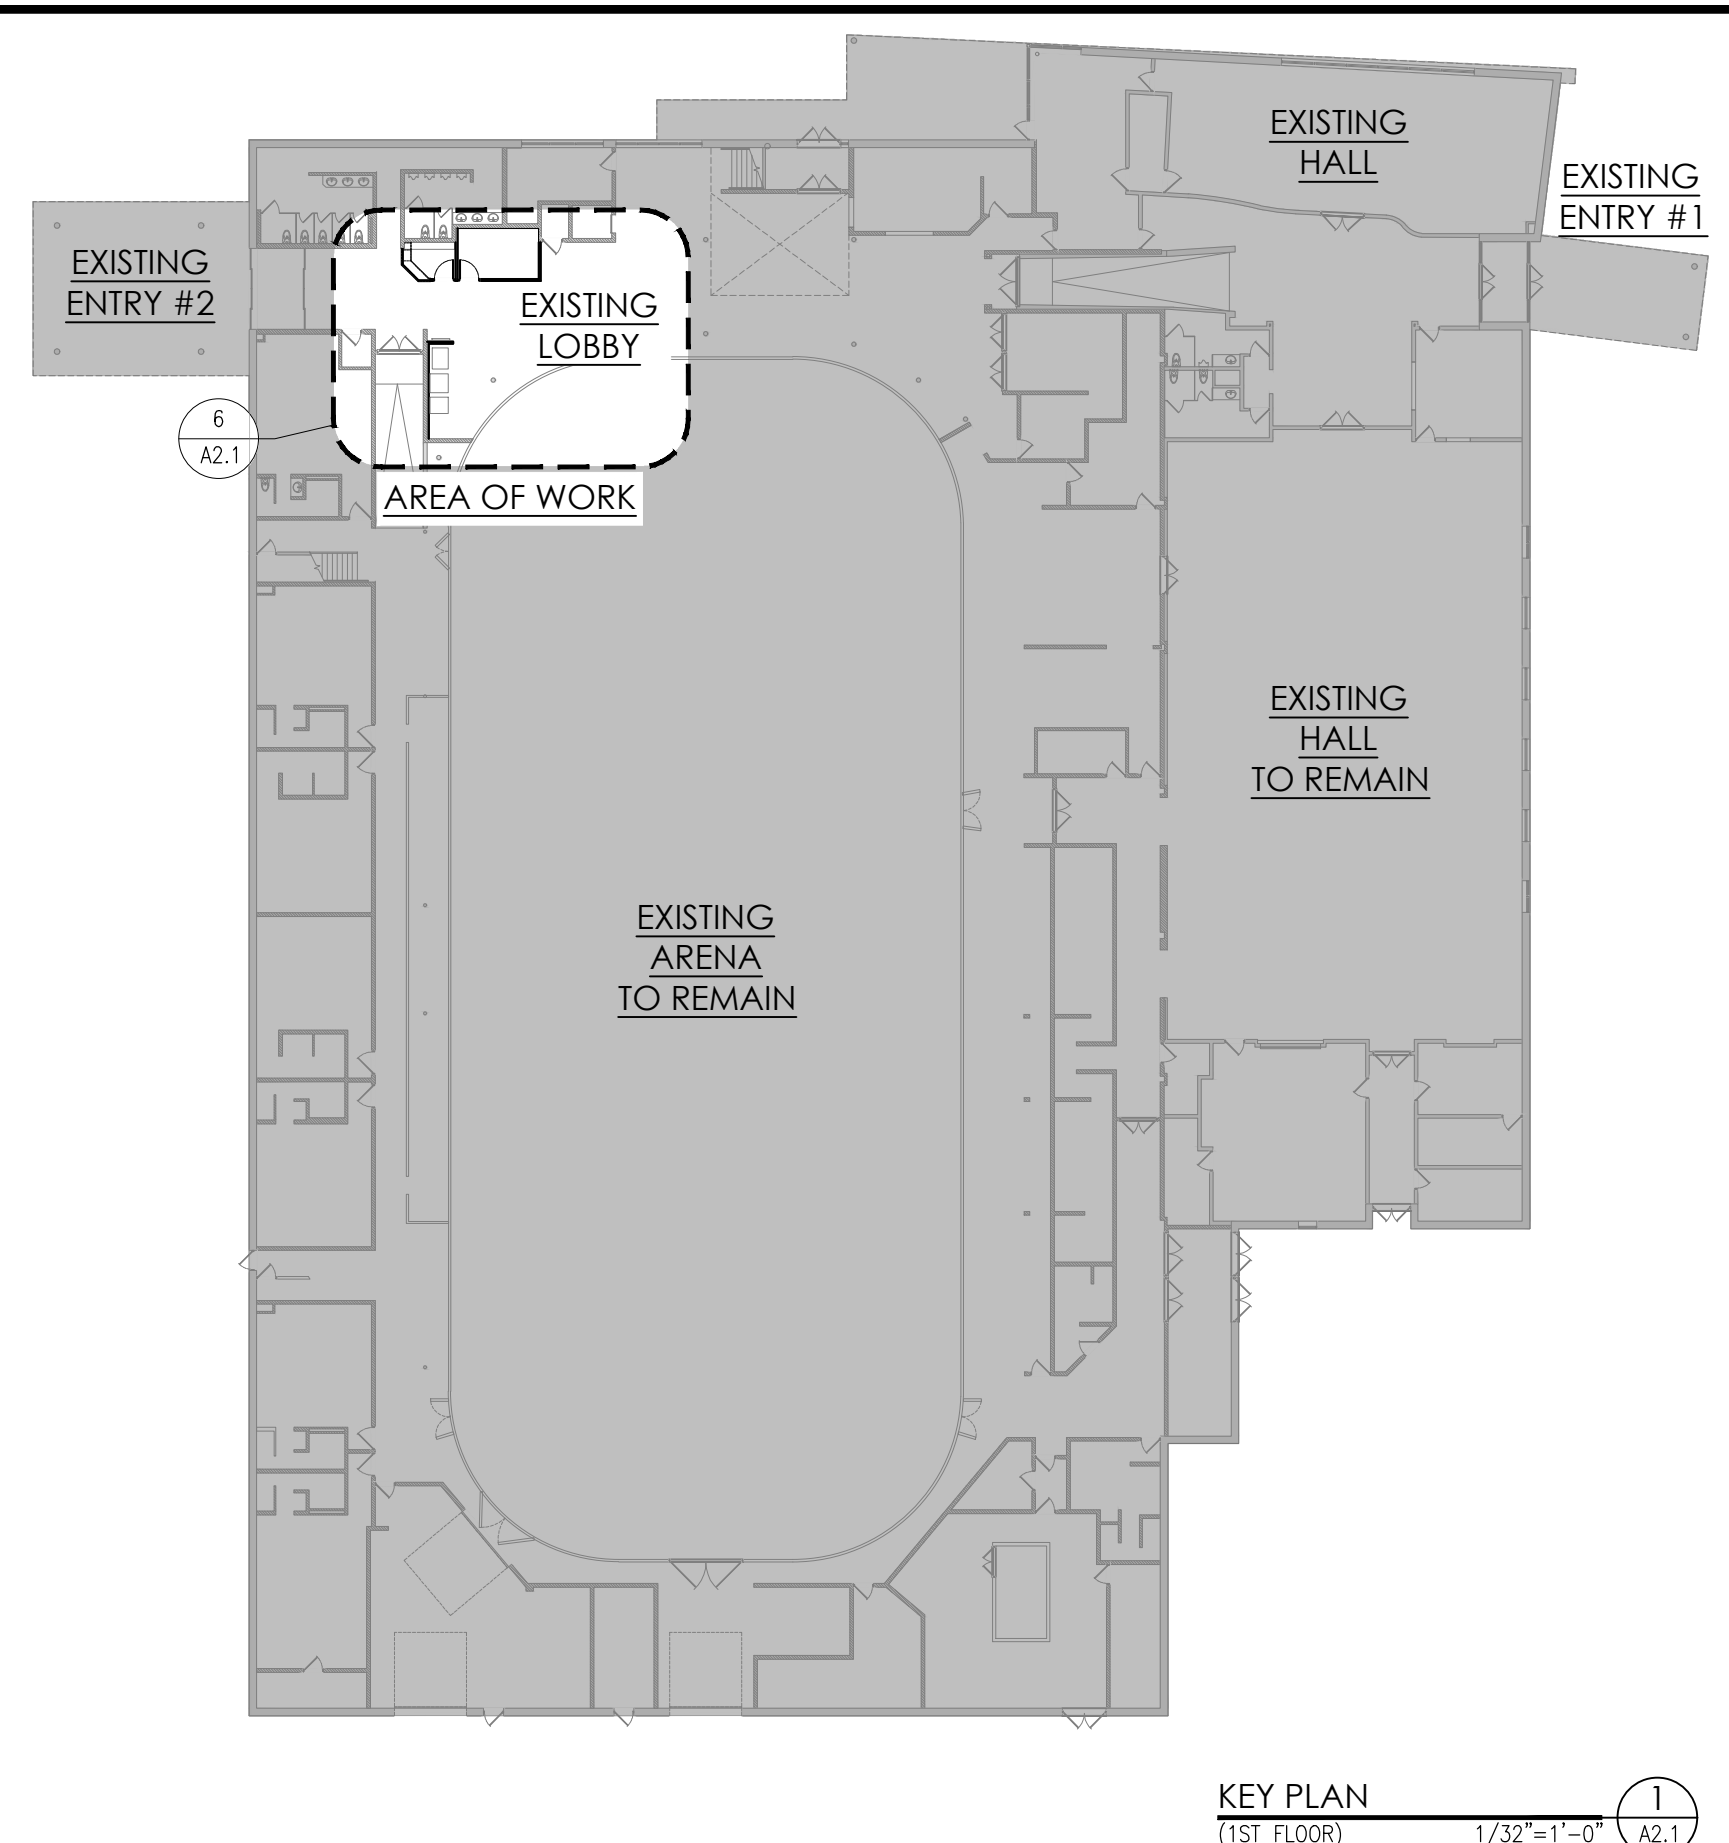 EXISTING
HALL
EXISTING
ENTRY #1
EXISTING
ENTRY #2
EXISTING
LOBBY
6
A2.1
AREA OF WORK
EXISTING
HALL
TO REMAIN
EXISTING
ARENA
TO REMAIN
KEY PLAN
1
(1ST FLOOR)
1/32"=1'-0"
A2.1